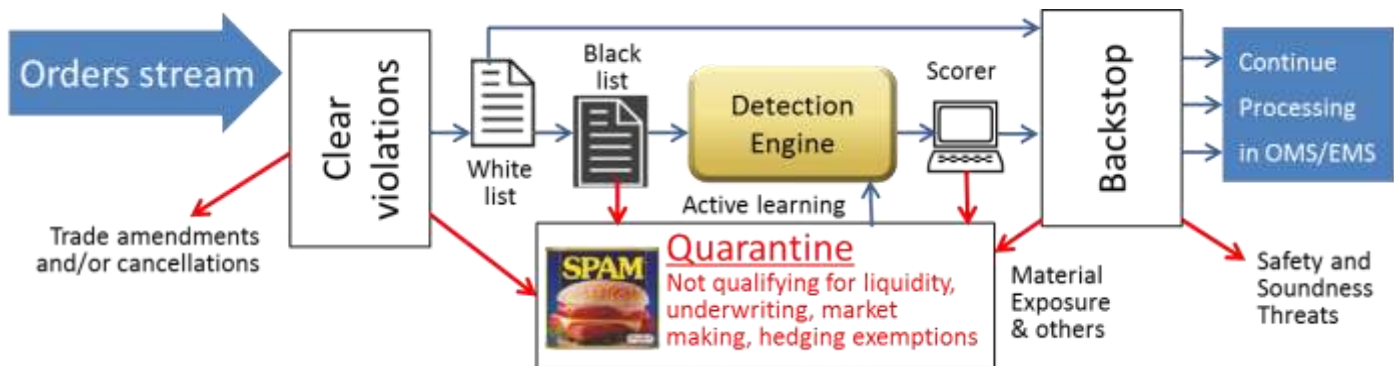 Orders stream
Clear
violations
White
list
Black
list
Detection
Engine
Scorer
Backstop
Continue
Processing
in OMS/EMS
Active learning
Trade amendments
and/or cancellations
SPAM
Quarantine
Not qualifying for liquidity,
underwriting, market
making, hedging exemptions
Material
Exposure
& others
Safety and
Soundness
Threats